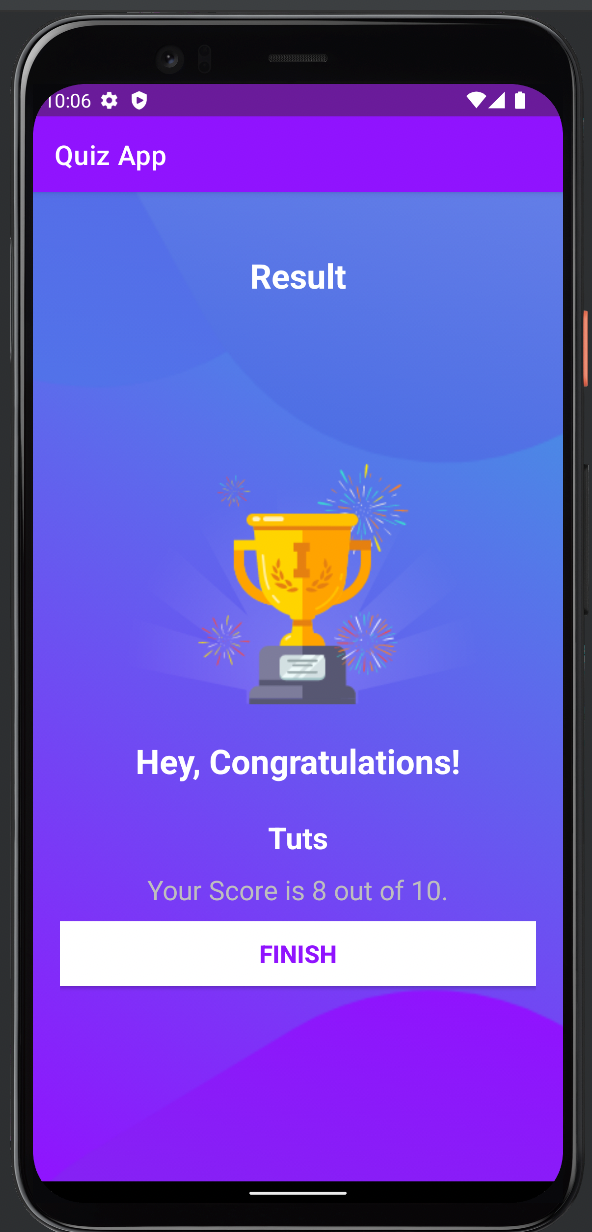 10:06
Quiz App
Result
Hey, Congratulations!
Tuts
Your Score is 8 out of 10.
FINISH